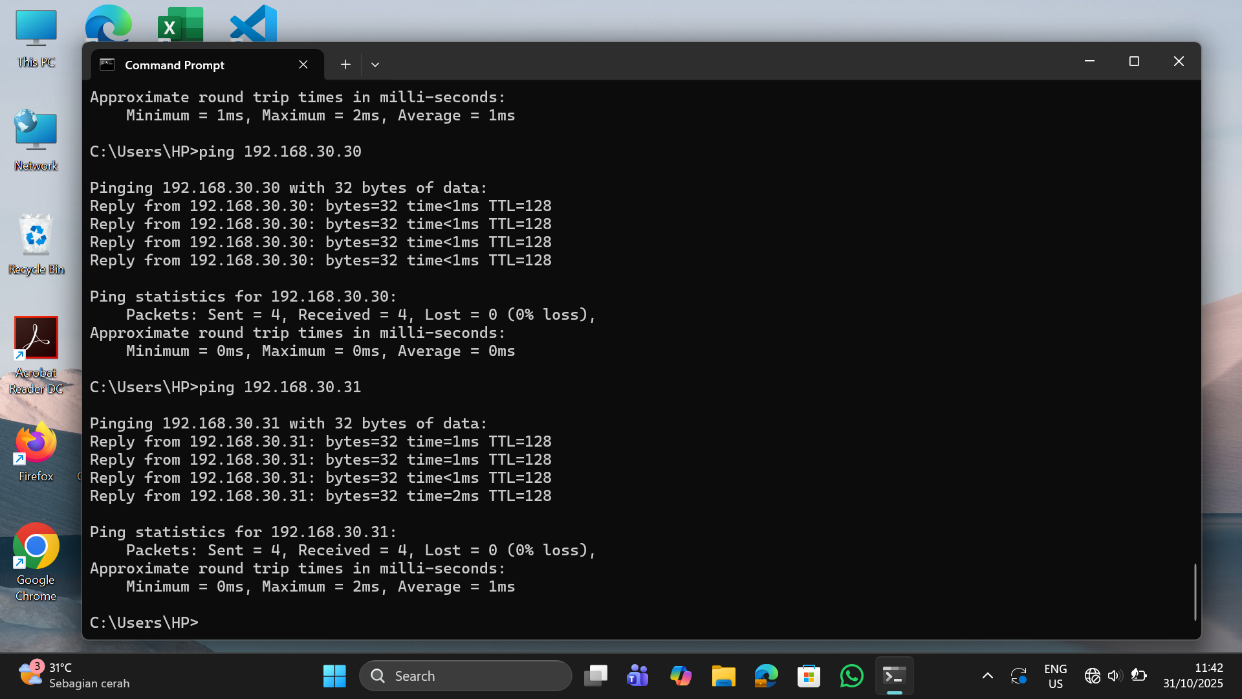 This PC
Network
Recycle Bin
Acrobat
Reader DC
Firefox
Google
Chrome
Command Prompt
Approximate round trip times in milli-seconds:
    Minimum = 1ms, Maximum = 2ms, Average = 1ms
C:\Users\HP>ping 192.168.30.30
Pinging 192.168.30.30 with 32 bytes of data:
Reply from 192.168.30.30: bytes=32 time<1ms TTL=128
Reply from 192.168.30.30: bytes=32 time<1ms TTL=128
Reply from 192.168.30.30: bytes=32 time<1ms TTL=128
Reply from 192.168.30.30: bytes=32 time<1ms TTL=128
Ping statistics for 192.168.30.30:
    Packets: Sent = 4, Received = 4, Lost = 0 (0% loss),
Approximate round trip times in milli-seconds:
    Minimum = 0ms, Maximum = 0ms, Average = 0ms
C:\Users\HP>ping 192.168.30.31
Pinging 192.168.30.31 with 32 bytes of data:
Reply from 192.168.30.31: bytes=32 time=1ms TTL=128
Reply from 192.168.30.31: bytes=32 time=1ms TTL=128
Reply from 192.168.30.31: bytes=32 time<1ms TTL=128
Reply from 192.168.30.31: bytes=32 time=2ms TTL=128
Ping statistics for 192.168.30.31:
    Packets: Sent = 4, Received = 4, Lost = 0 (0% loss),
Approximate round trip times in milli-seconds:
    Minimum = 0ms, Maximum = 2ms, Average = 1ms
C:\Users\HP>
3
31°C
Sebagian cerah
Search
ENG
US
11:42
31/10/2025